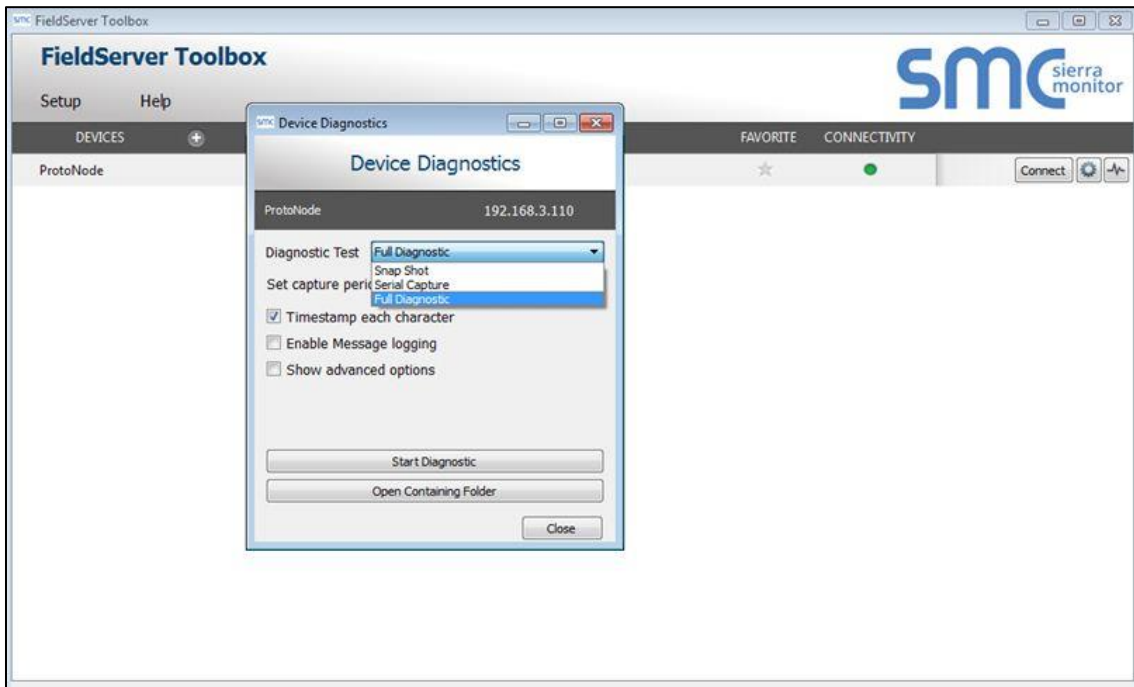 smc FieldServer Toolbox
FieldServer Toolbox
smc sierra monitor
Setup Help
DEVICES FAVORITE CONNECTIVITY
ProtoNode Connect
smc Device Diagnostics
Device Diagnostics
ProtoNode 192.168.3.110
Diagnostic Test Full Diagnostic
Snap Shot
Set capture peri Serial Capture
Full Diagnostic
Timestamp each character
Enable Message logging
Show advanced options
Start Diagnostic
Open Containing Folder
Close